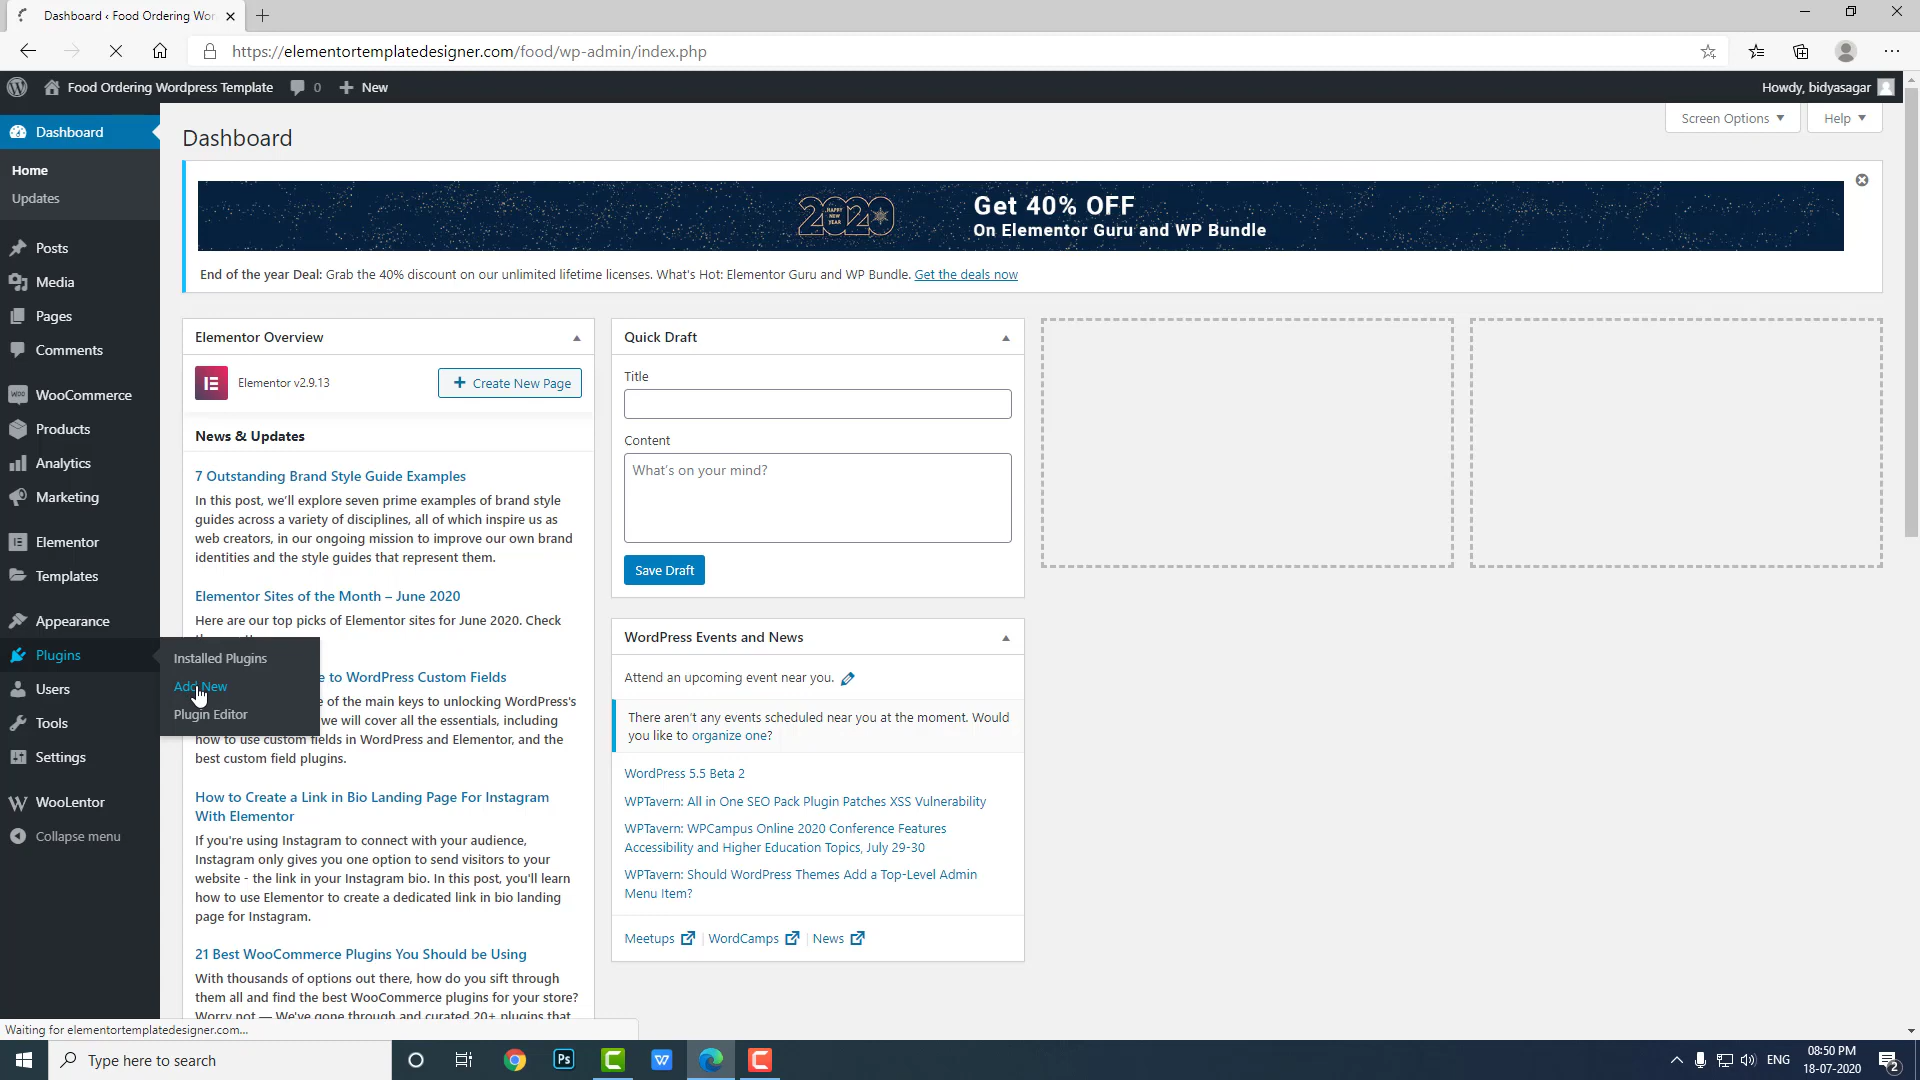 Dashboard ‹ Food Ordering Wor
https://elementortemplatedesigner.com/food/wp-admin/index.php
Food Ordering Wordpress Template 0 New
Howdy, bidyasagar
Dashboard
Home
Updates
Posts
Media
Pages
Comments
WooCommerce
Products
Analytics
Marketing
Elementor
Templates
Appearance
Plugins
Users
Tools
Settings
WooLentor
Collapse menu
Installed Plugins
Add New
Plugin Editor
Dashboard
Screen Options
Help
HAPPY NEW YEAR
2020
Get 40% OFF
On Elementor Guru and WP Bundle
End of the year Deal: Grab the 40% discount on our unlimited lifetime licenses. What's Hot: Elementor Guru and WP Bundle. Get the deals now
Elementor Overview
Elementor v2.9.13
Create New Page
News & Updates
7 Outstanding Brand Style Guide Examples
In this post, we'll explore seven prime examples of brand style
guides across a variety of disciplines, all of which inspire us as
web creators, in our ongoing mission to improve our own brand
identities and the style guides that represent them.
Elementor Sites of the Month – June 2020
Here are our top picks of Elementor sites for June 2020. Check
e to WordPress Custom Fields
e of the main keys to unlocking WordPress's
we will cover all the essentials, including
how to use custom fields in WordPress and Elementor, and the
best custom field plugins.
How to Create a Link in Bio Landing Page For Instagram
With Elementor
If you're using Instagram to connect with your audience,
Instagram only gives you one option to send visitors to your
website - the link in your Instagram bio. In this post, you'll learn
how to use Elementor to create a dedicated link in bio landing
page for Instagram.
21 Best WooCommerce Plugins You Should be Using
With thousands of options out there, how do you sift through
them all and find the best WooCommerce plugins for your store?
Worry not — We've gone through and curated 20+ plugins that
Quick Draft
Title
Content
What's on your mind?
Save Draft
WordPress Events and News
Attend an upcoming event near you.
There aren't any events scheduled near you at the moment. Would
you like to organize one?
WordPress 5.5 Beta 2
WPTavern: All in One SEO Pack Plugin Patches XSS Vulnerability
WPTavern: WPCampus Online 2020 Conference Features
Accessibility and Higher Education Topics, July 29-30
WPTavern: Should WordPress Themes Add a Top-Level Admin
Menu Item?
Meetups | WordCamps | News
Waiting for elementortemplatedesigner.com...
Type here to search
Ps
ENG
08:50 PM
18-07-2020
2